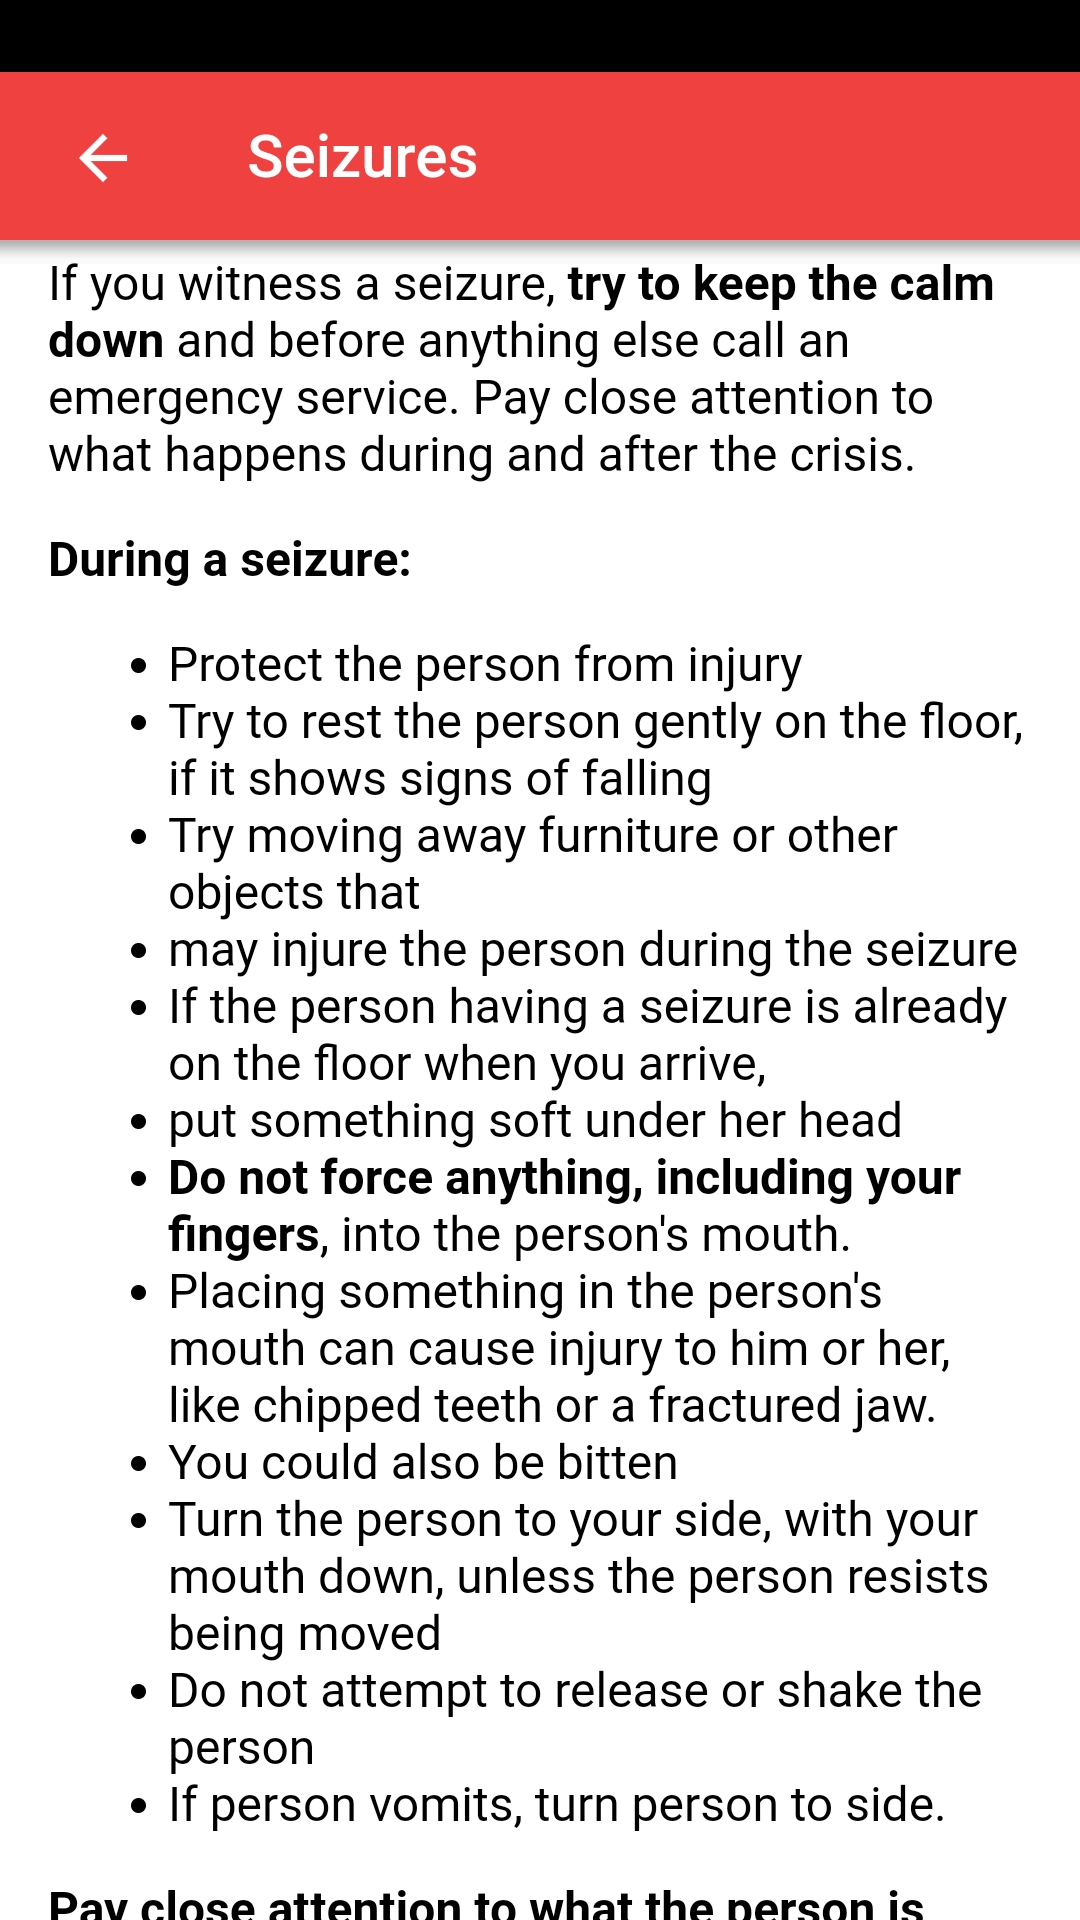 Seizures
If you witness a seizure, try to keep the calm
down and before anything else call an
emergency service. Pay close attention to
what happens during and after the crisis.
During a seizure:
• Protect the person from injury
• Try to rest the person gently on the floor,
if it shows signs of falling
• Try moving away furniture or other
objects that
• may injure the person during the seizure
• If the person having a seizure is already
on the floor when you arrive,
• put something soft under her head
• Do not force anything, including your
fingers, into the person's mouth.
• Placing something in the person's
mouth can cause injury to him or her,
like chipped teeth or a fractured jaw.
• You could also be bitten
• Turn the person to your side, with your
mouth down, unless the person resists
being moved
• Do not attempt to release or shake the
person
• If person vomits, turn person to side.
Pay close attention to what the person is